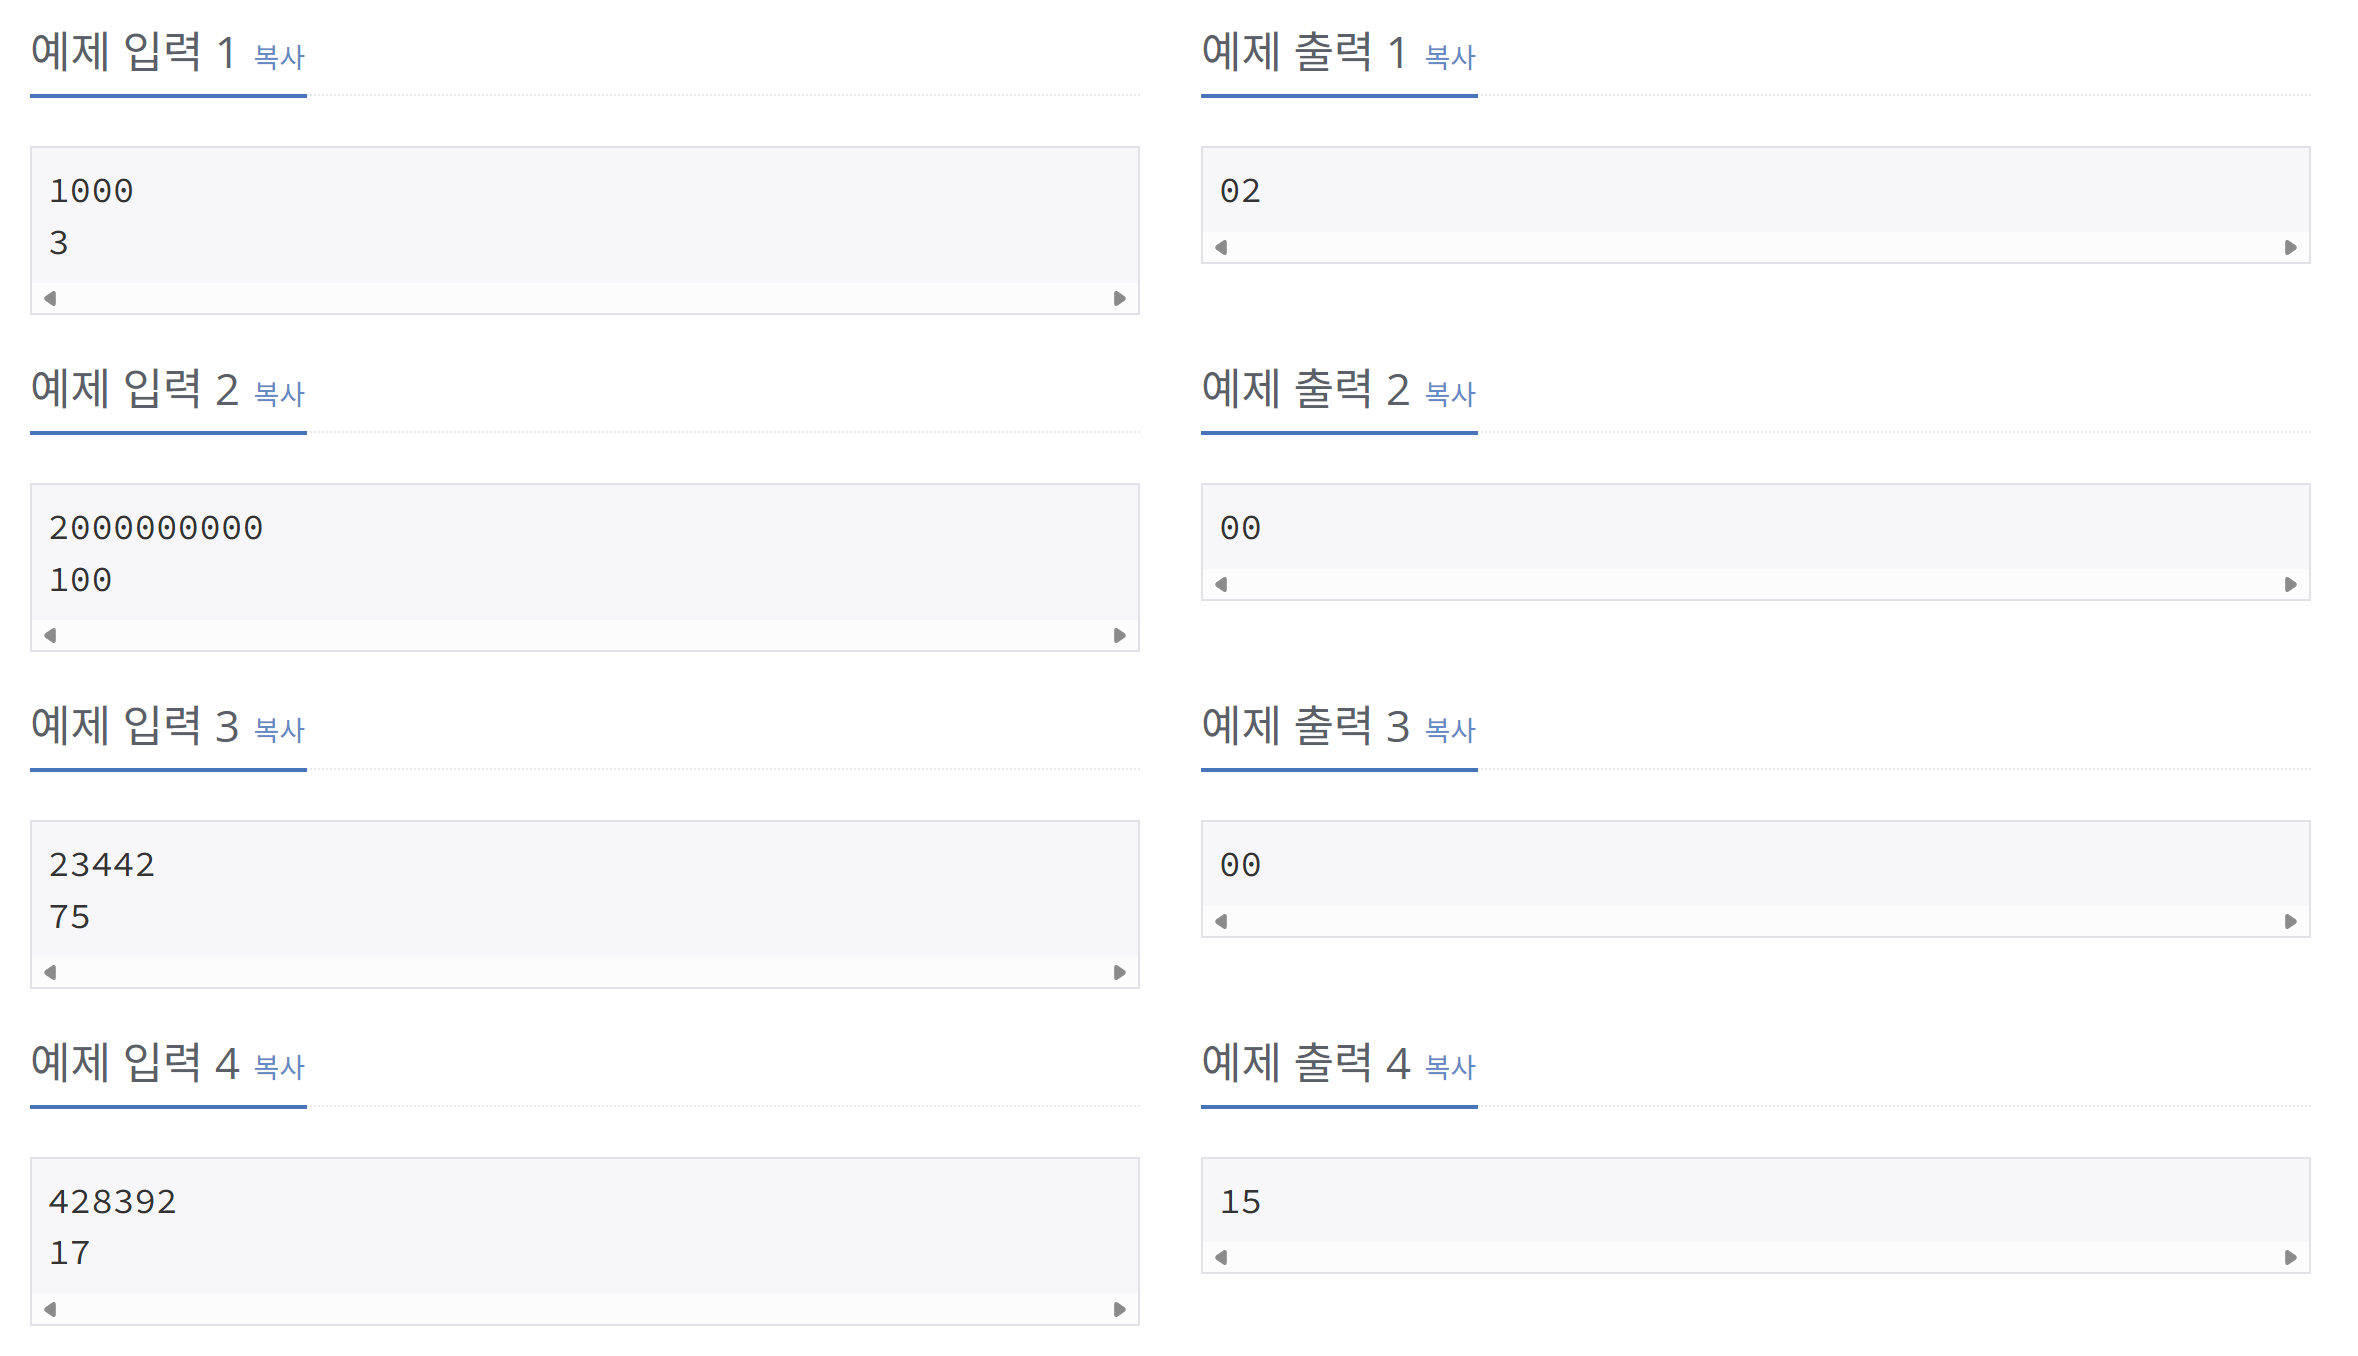 예제 입력 1 복사
1000
3
예제 출력 1 복사
02
예제 입력 2 복사
2000000000
100
예제 출력 2 복사
00
예제 입력 3 복사
23442
75
예제 출력 3 복사
00
예제 입력 4 복사
428392
17
예제 출력 4 복사
15